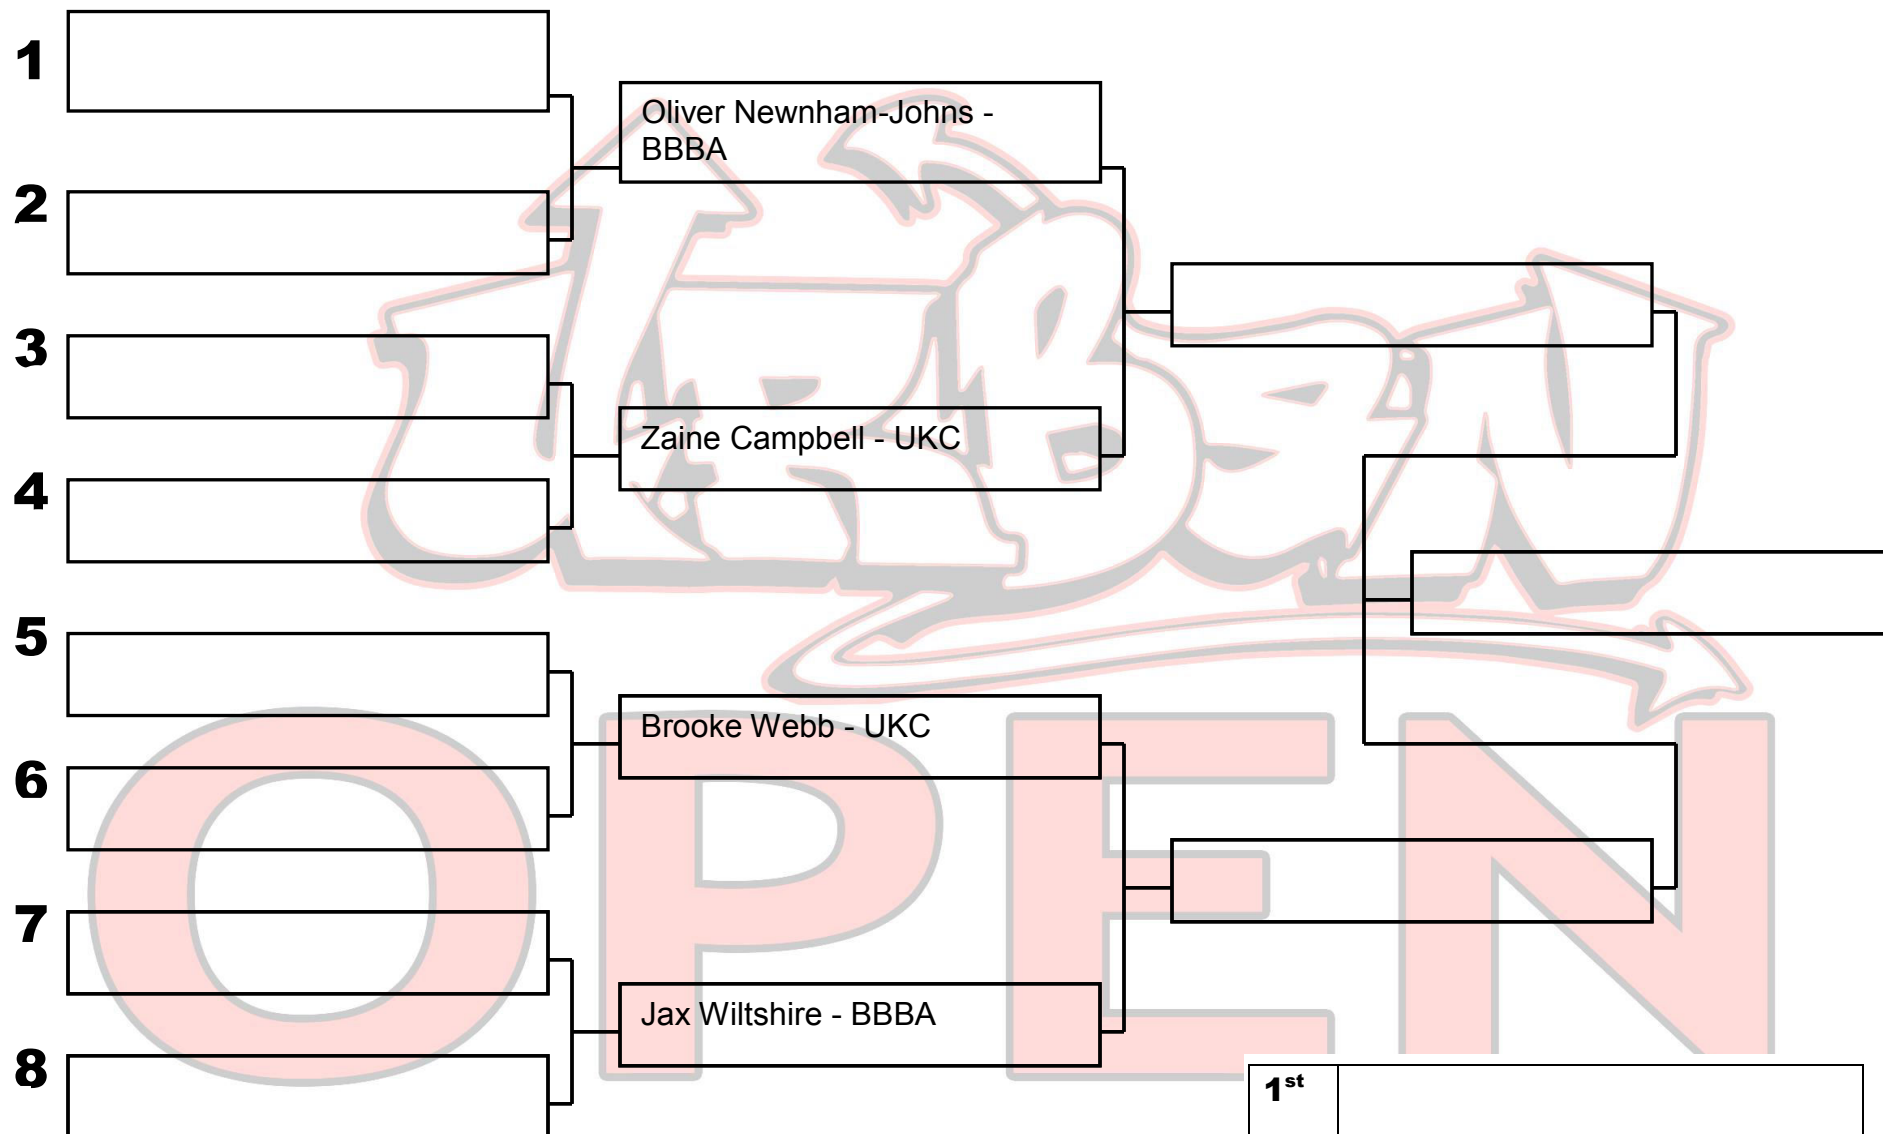 1
Oliver Newnham-Johns -
BBBA
2
3
Zaine Campbell - UKC
4
URBAN
5
Brooke Webb - UKC
6
OPEN
7
Jax Wiltshire - BBBA
8
1st